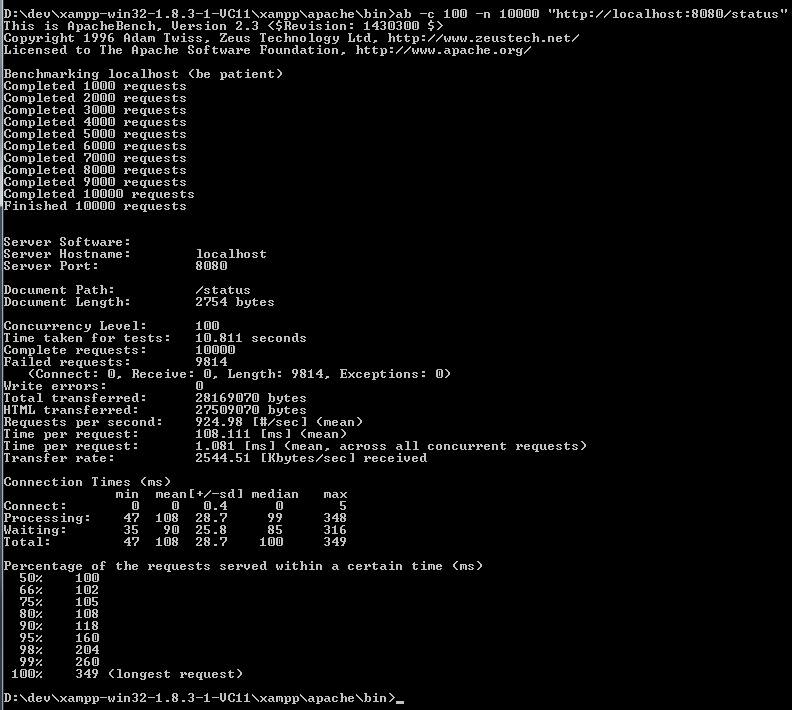 D:\dev\xampp-win32-1.8.3-1-VC11\xampp\apache\bin>ab -c 100 -n 10000 "http://localhost:8080/status"
This is ApacheBench, Version 2.3 <$Revision: 1430300 $>
Copyright 1996 Adam Twiss, Zeus Technology Ltd, http://www.zeustech.net/
Licensed to The Apache Software Foundation, http://www.apache.org/
Benchmarking localhost (be patient)
Completed 1000 requests
Completed 2000 requests
Completed 3000 requests
Completed 4000 requests
Completed 5000 requests
Completed 6000 requests
Completed 7000 requests
Completed 8000 requests
Completed 9000 requests
Completed 10000 requests
Finished 10000 requests
Server Software:
Server Hostname:        localhost
Server Port:            8080
Document Path:          /status
Document Length:        2754 bytes
Concurrency Level:      100
Time taken for tests:   10.811 seconds
Complete requests:      10000
Failed requests:        9814
   (Connect: 0, Receive: 0, Length: 9814, Exceptions: 0)
Write errors:           0
Total transferred:      28169070 bytes
HTML transferred:       27509070 bytes
Requests per second:    924.98 [#/sec] (mean)
Time per request:       108.111 [ms] (mean)
Time per request:       1.081 [ms] (mean, across all concurrent requests)
Transfer rate:          2544.51 [Kbytes/sec] received
Connection Times (ms)
              min  mean[+/-sd] median   max
Connect:        0    0   0.4      0       5
Processing:    47  108  28.7     99     348
Waiting:       35   90  25.8     85     316
Total:         47  108  28.7    100     349
Percentage of the requests served within a certain time (ms)
  50%    100
  66%    102
  75%    105
  80%    108
  90%    118
  95%    160
  98%    204
  99%    260
 100%    349 (longest request)
D:\dev\xampp-win32-1.8.3-1-VC11\xampp\apache\bin>_